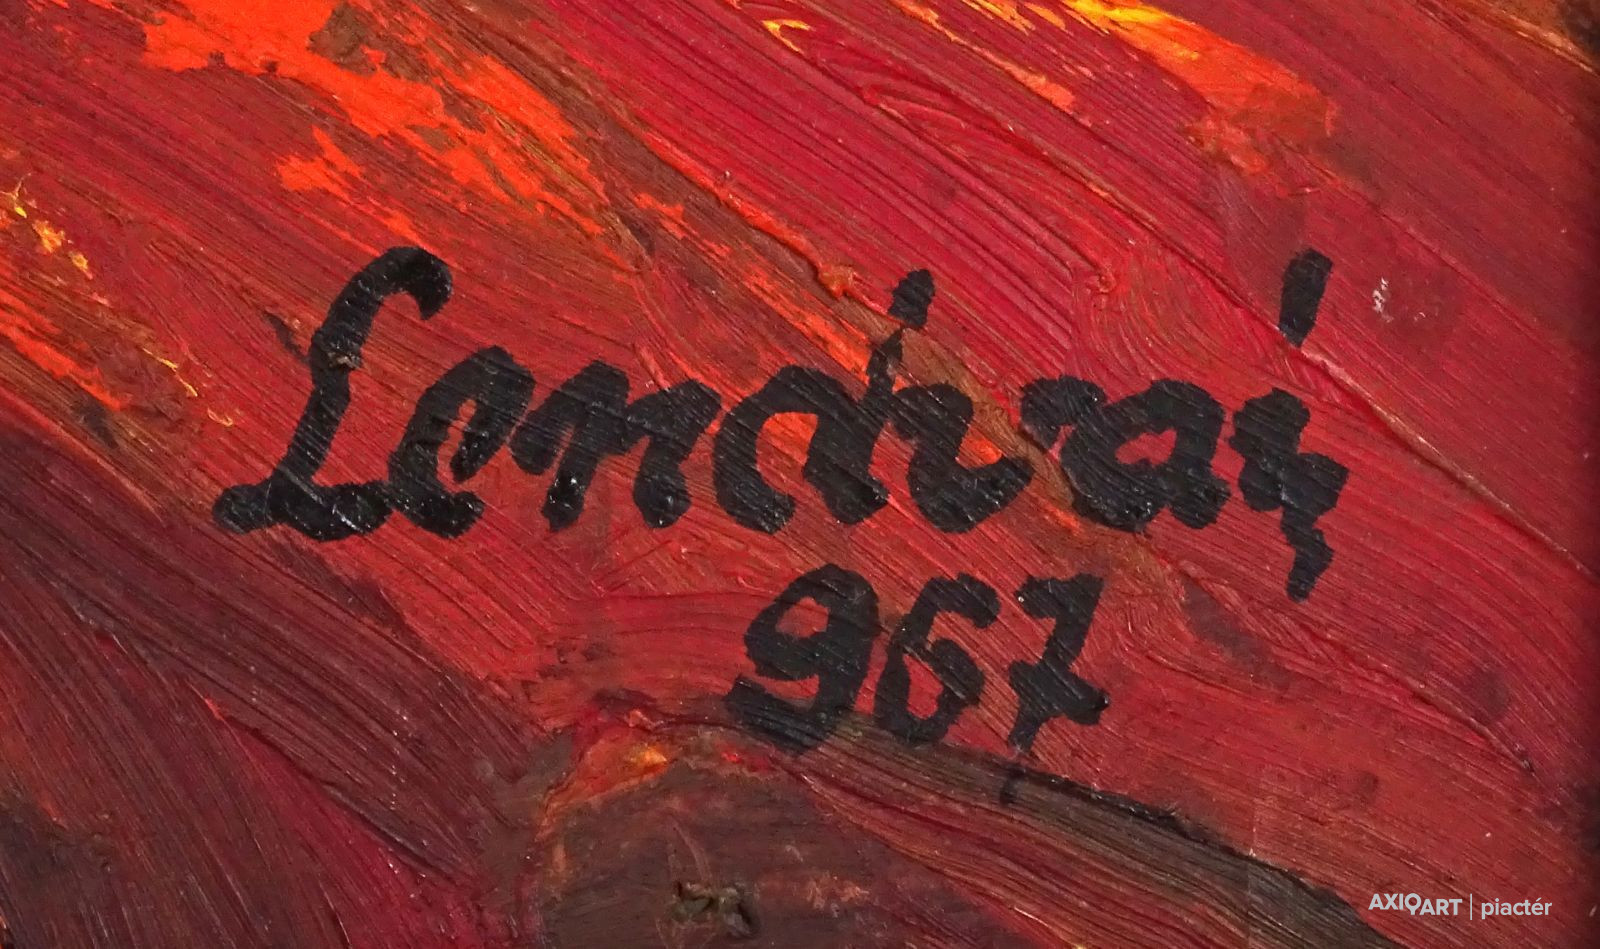 Lendvai
967
AXIOART | piactér